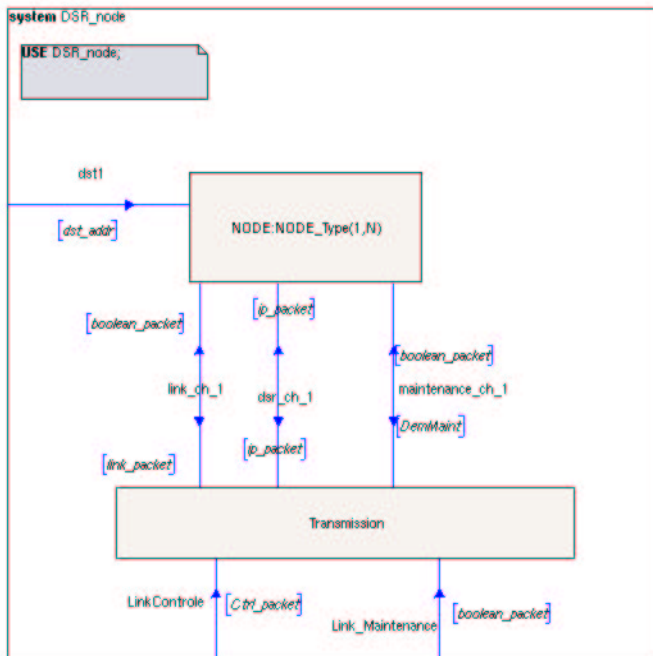 system DSR_node
USE DSR_node;
dst1
[dst_addr]
NODE:NODE_Type(1,N)
[boolean_packet]
[ip_packet]
[boolean_packet]
link_ch_1
dsr_ch_1
maintenance_ch_1
[DemMaint]
[link_packet]
[ip_packet]
Transmission
LinkControle
[Ctrl_packet]
Link_Maintenance
[boolean_packet]